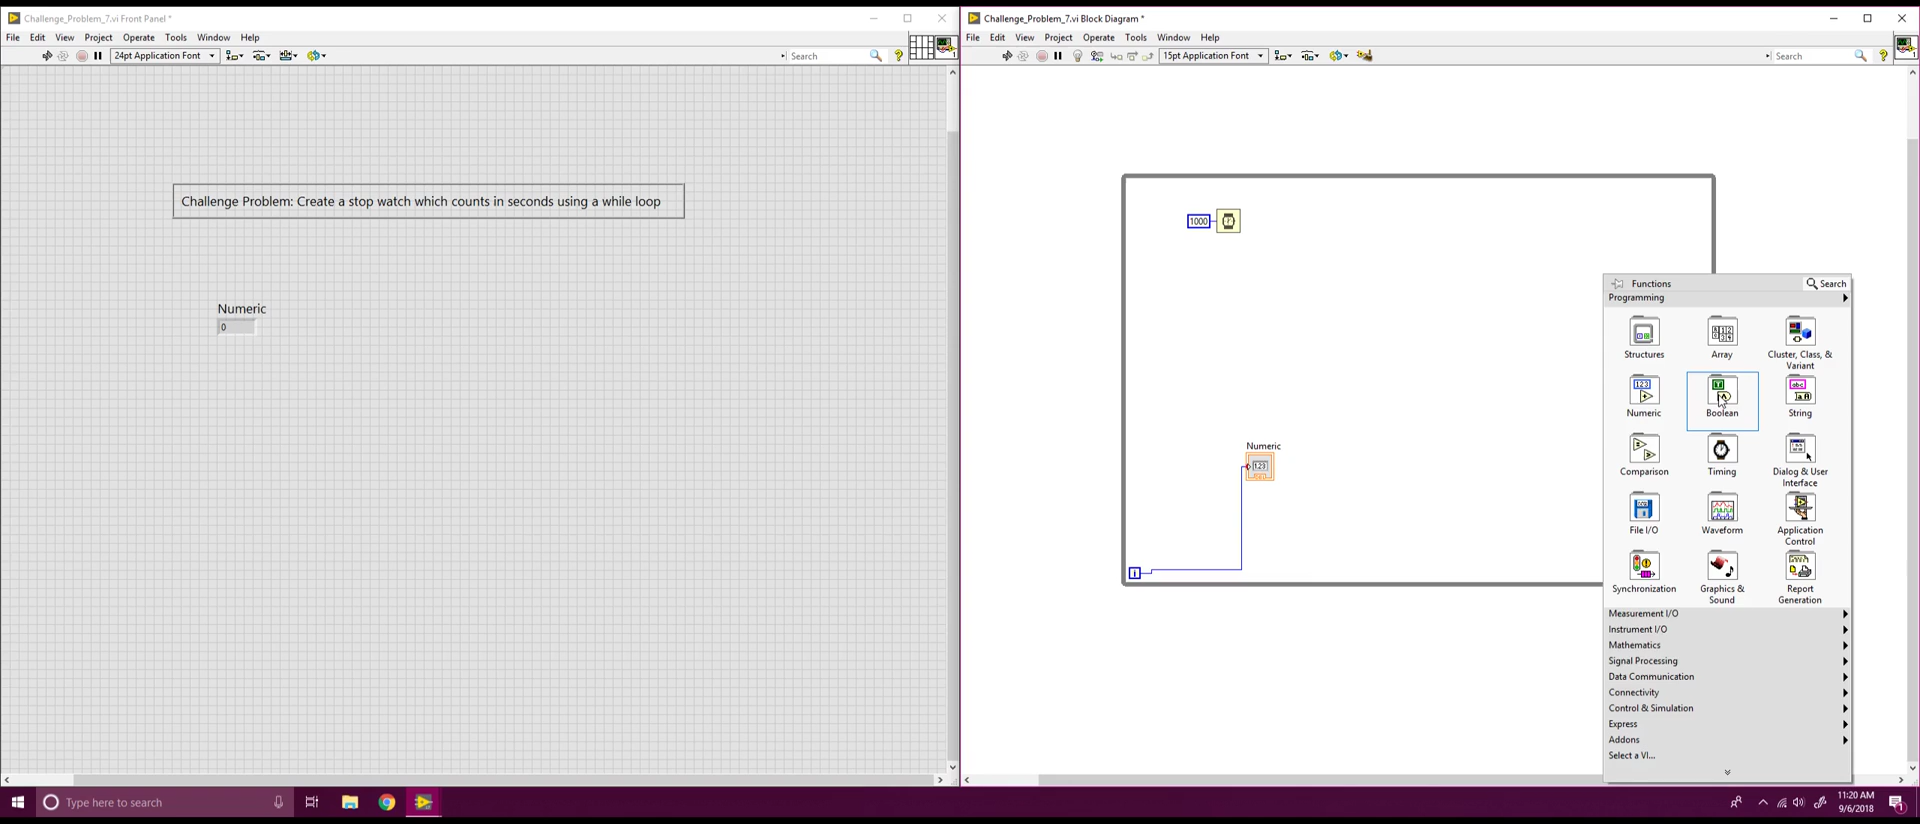 Challenge_Problem_7.vi Front Panel *
File Edit View Project Operate Tools Window Help
24pt Application Font
Search
?
1
Challenge Problem: Create a stop watch which counts in seconds using a while loop
Numeric
0
Challenge_Problem_7.vi Block Diagram *
File Edit View Project Operate Tools Window Help
15pt Application Font
Search
?
1
1000
Numeric
1.23
i
Functions
Search
Programming
Structures
Array
Cluster, Class, &
Variant
Numeric
Boolean
String
Comparison
Timing
Dialog & User
Interface
File I/O
Waveform
Application
Control
Synchronization
Graphics &
Sound
Report
Generation
Measurement I/O
Instrument I/O
Mathematics
Signal Processing
Data Communication
Connectivity
Control & Simulation
Express
Addons
Select a VI...
Type here to search
11:20 AM
9/6/2018
1